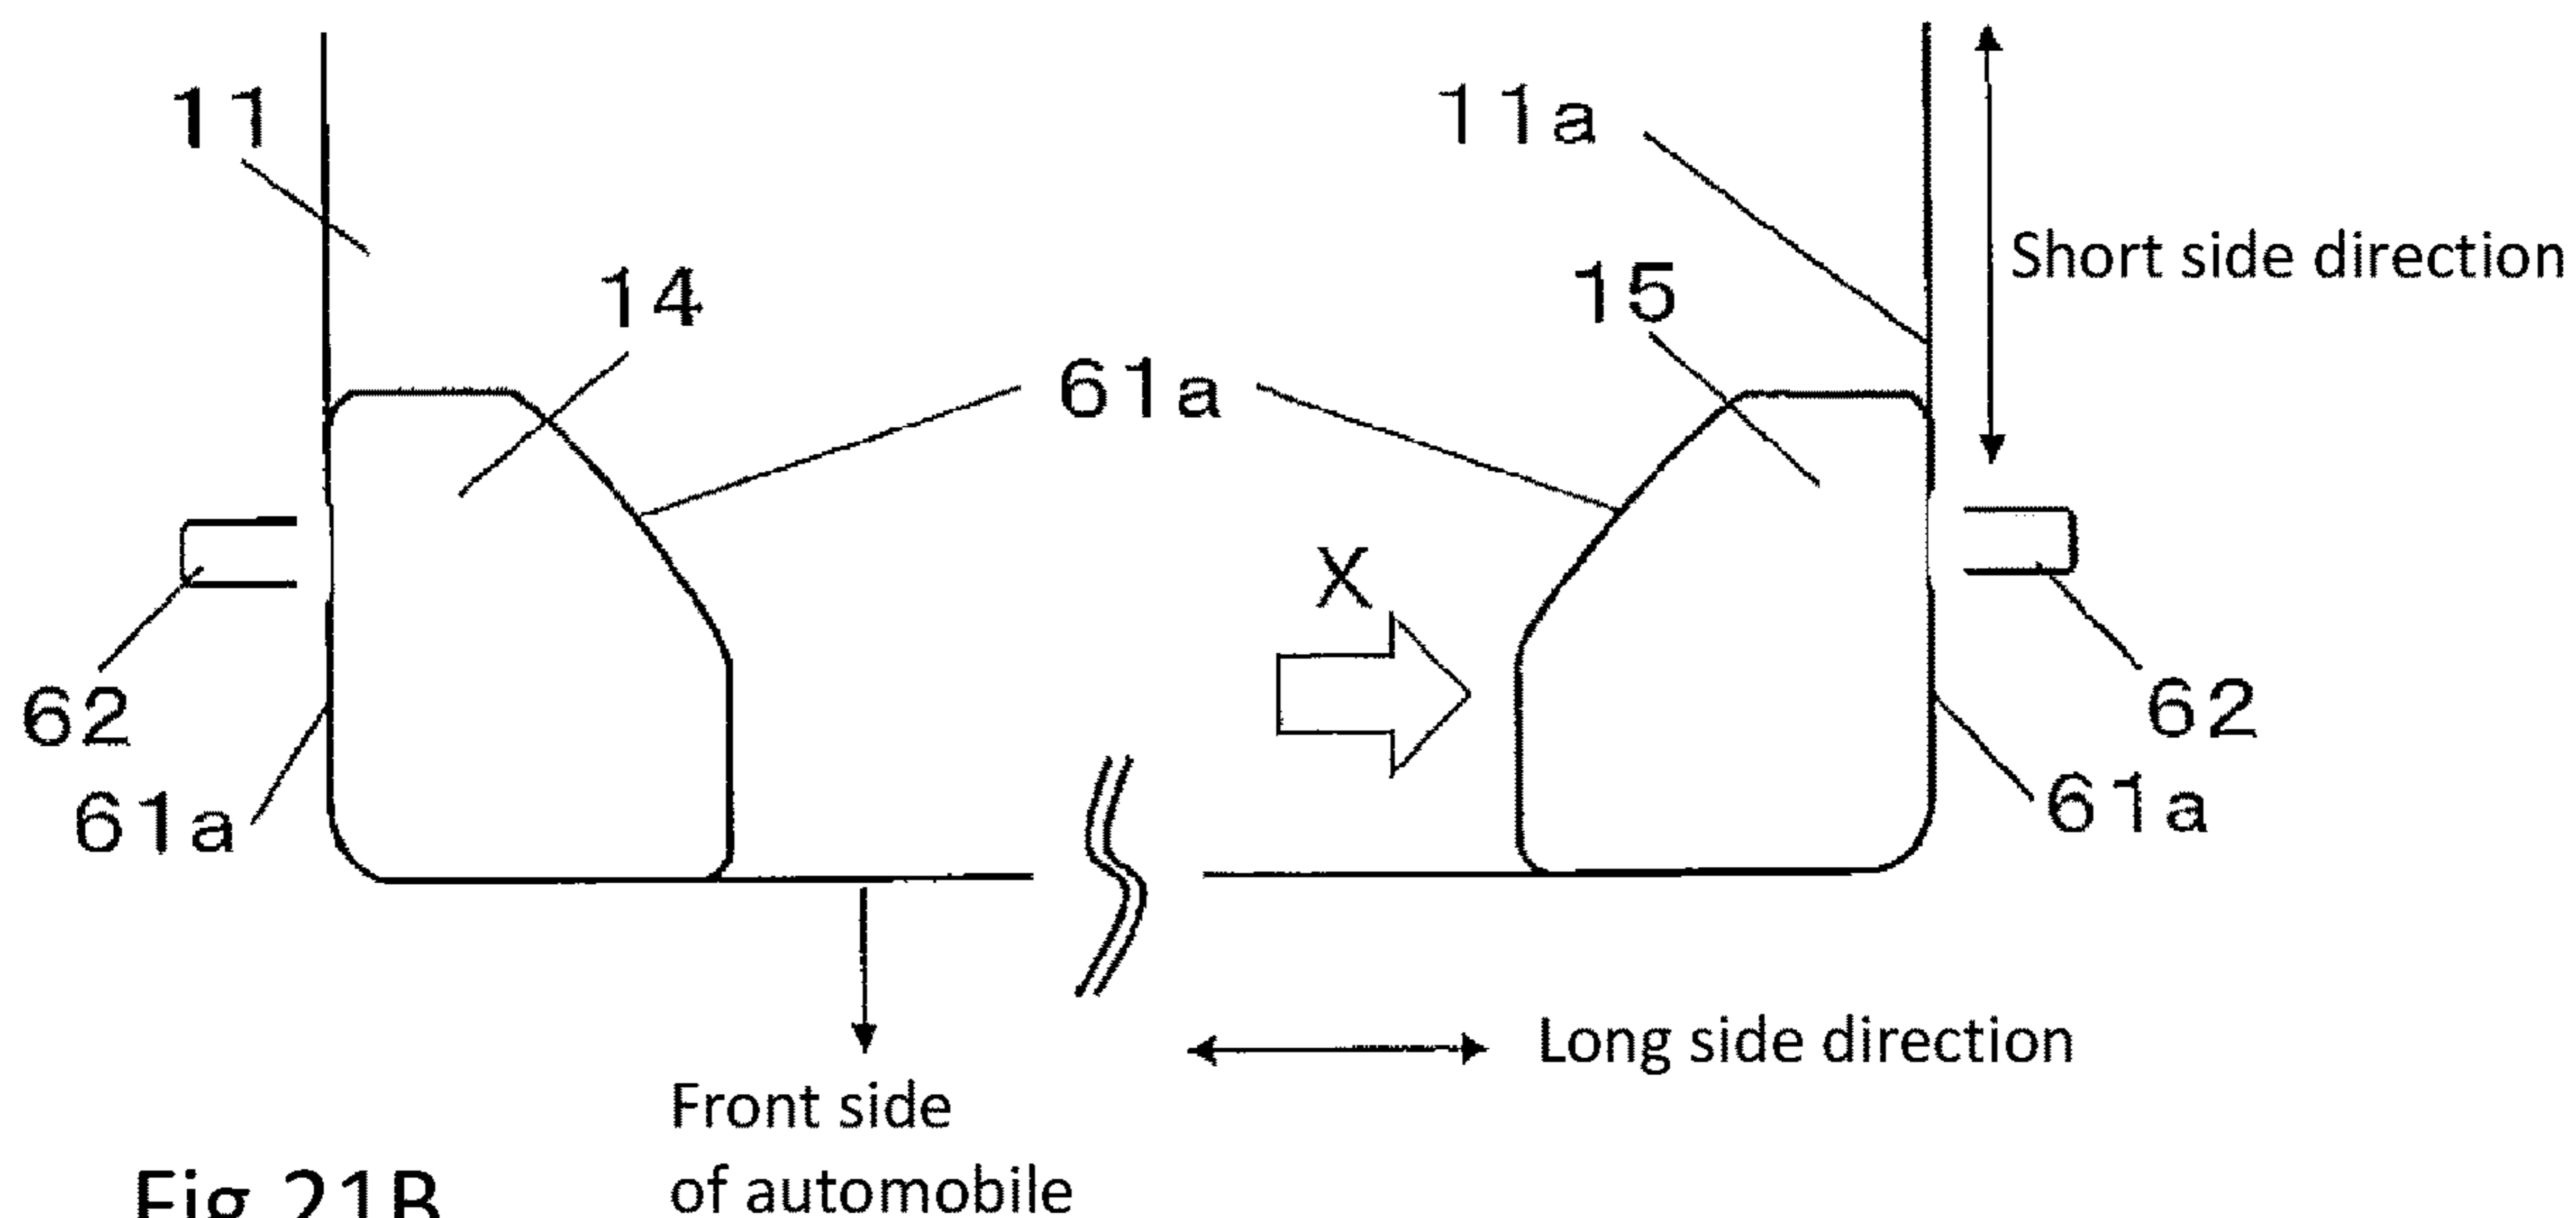 11
11a
Short side direction
14
15
61a
X
62
62
61a
61a
Long side direction
Front side
of automobile
Fig.21B